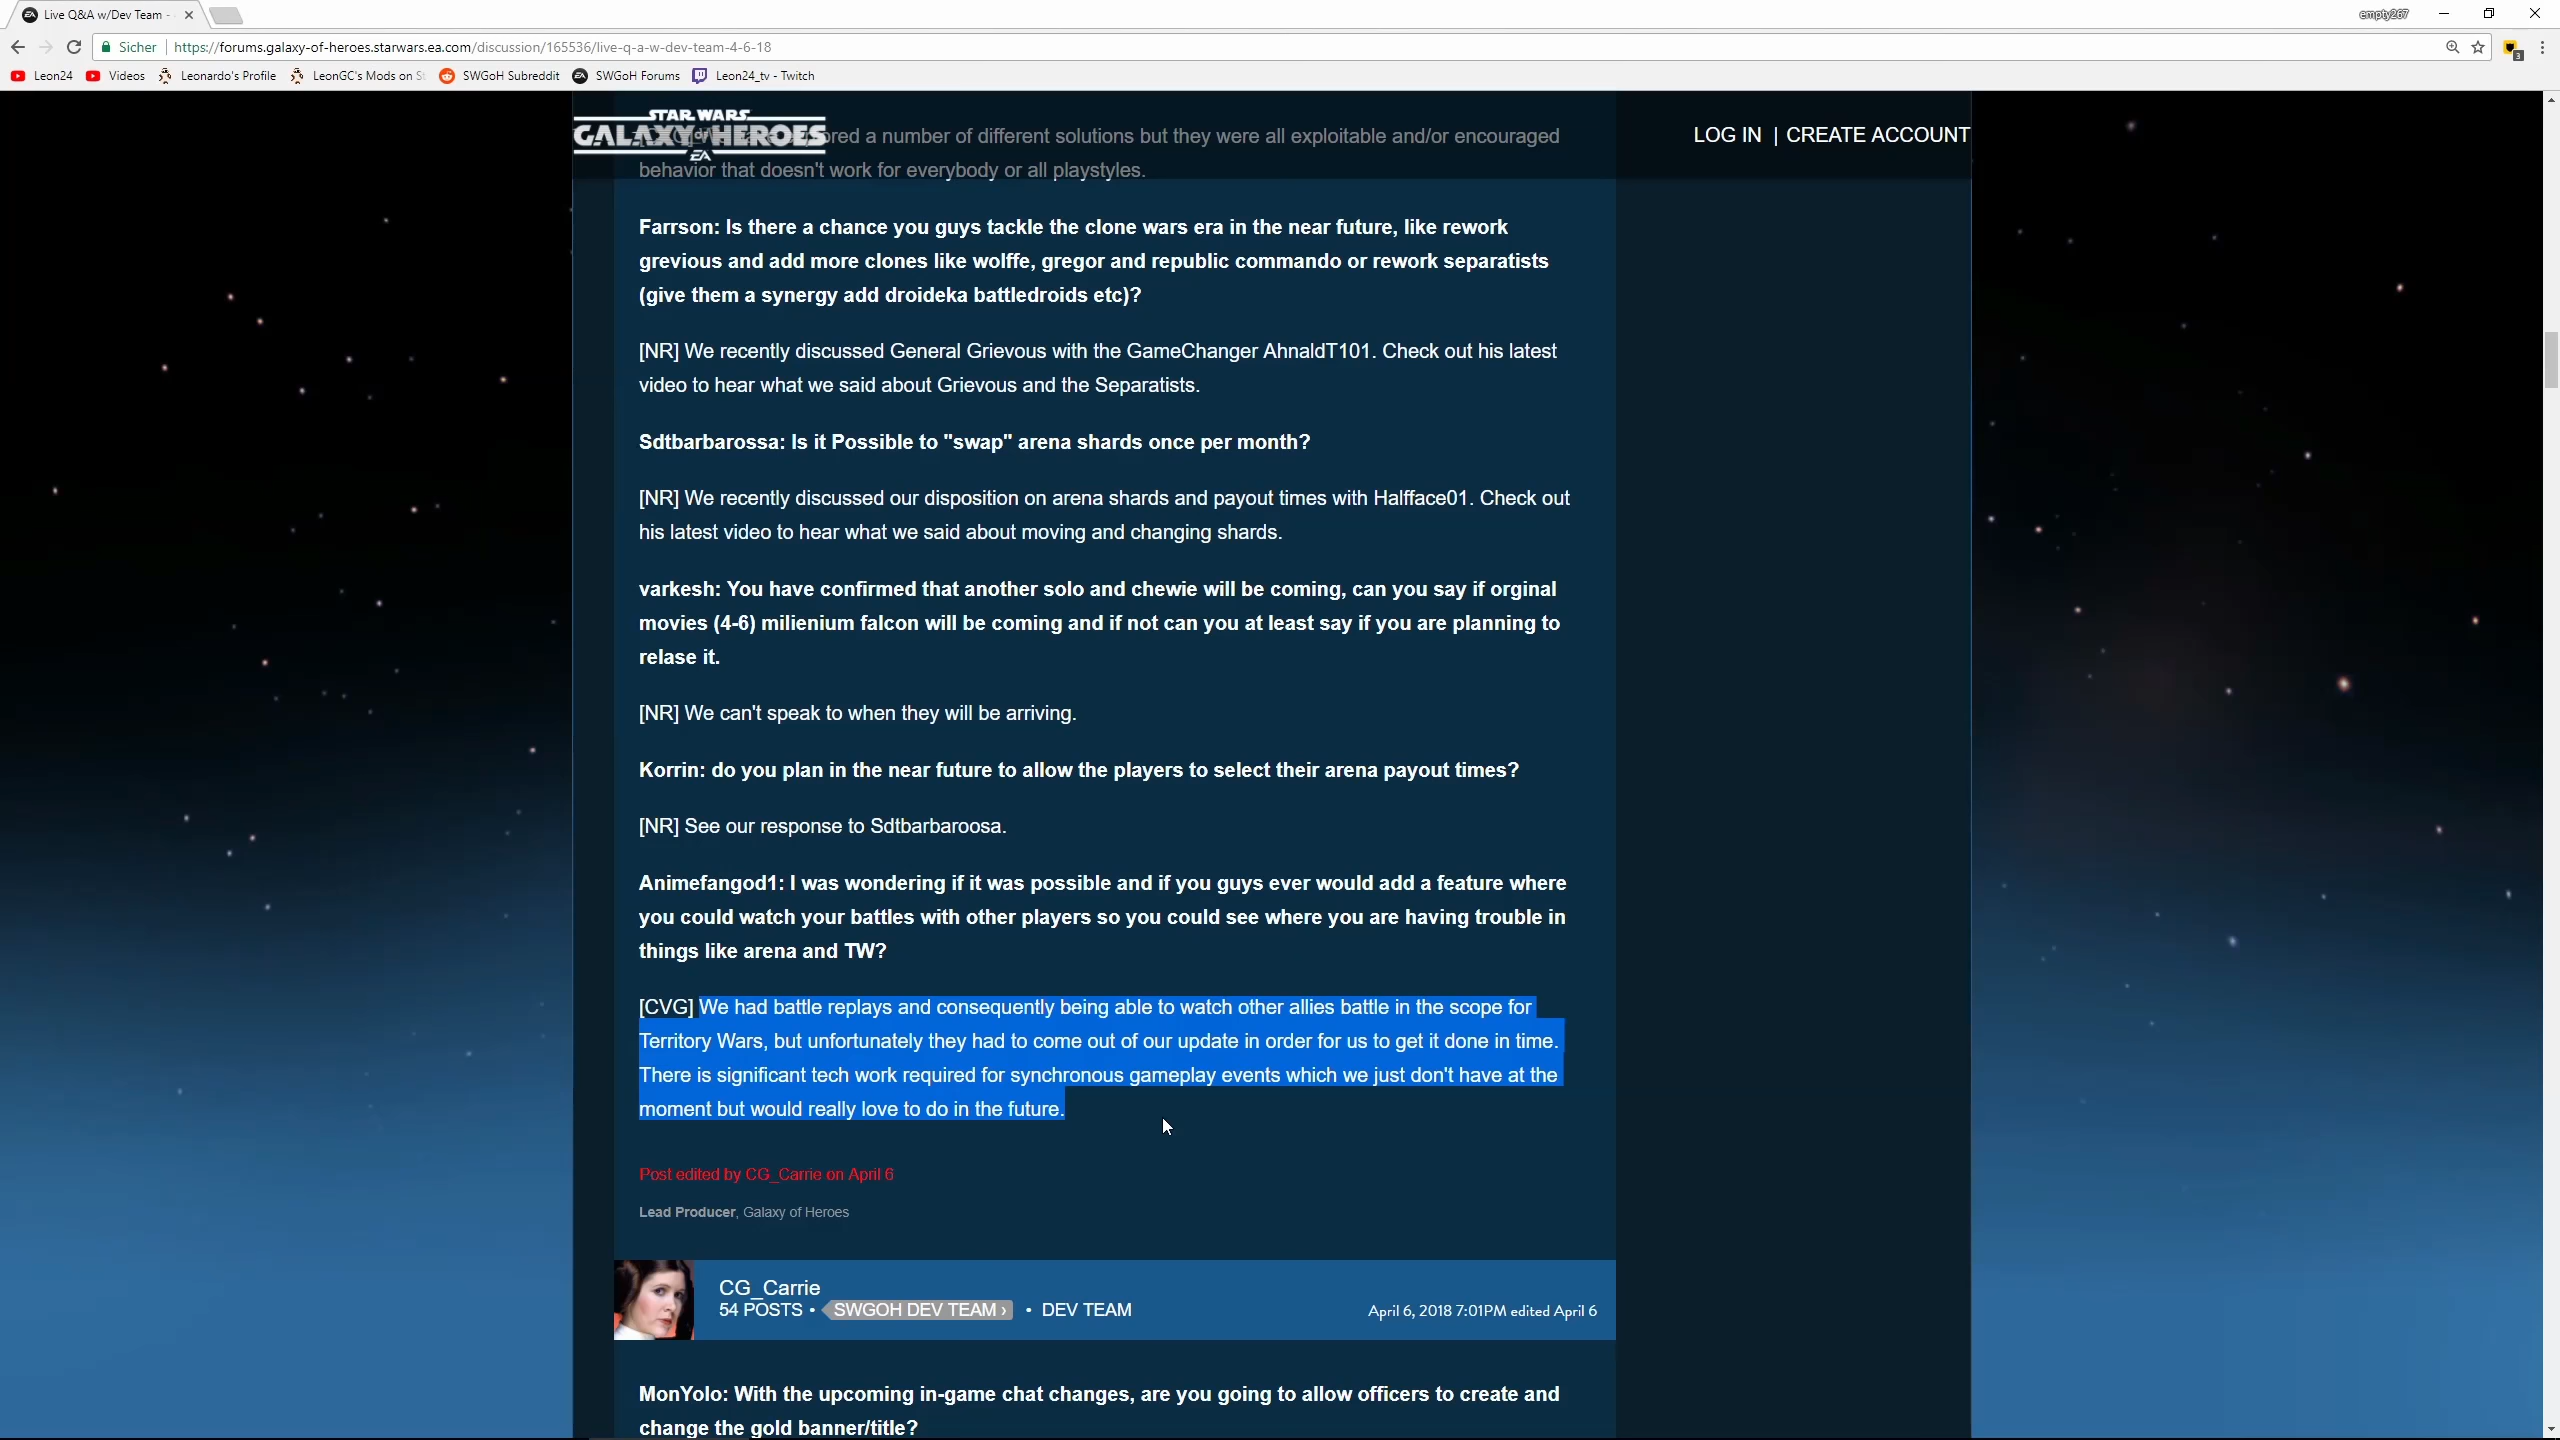 Live Q&A w/Dev Team -
empty267
Sicher
https://forums.galaxy-of-heroes.starwars.ea.com/discussion/165536/live-q-a-w-dev-team-4-6-18
3
Leon24
Videos
Leonardo's Profile
LeonGC's Mods on S
SWGoH Subreddit
SWGoH Forums
Leon24_tv - Twitch
STAR WARS
GALAXY OF HEROES
EA
LOG IN | CREATE ACCOUNT
a number of different solutions but they were all exploitable and/or encouraged
behavior that doesn't work for everybody or all playstyles.
Farrson: Is there a chance you guys tackle the clone wars era in the near future, like rework
grevious and add more clones like wolffe, gregor and republic commando or rework separatists
(give them a synergy add droideka battledroids etc)?
[NR] We recently discussed General Grievous with the GameChanger AhnaldT101. Check out his latest
video to hear what we said about Grievous and the Separatists.
Sdtbarbarossa: Is it Possible to "swap" arena shards once per month?
[NR] We recently discussed our disposition on arena shards and payout times with Halfface01. Check out
his latest video to hear what we said about moving and changing shards.
varkesh: You have confirmed that another solo and chewie will be coming, can you say if orginal
movies (4-6) milienium falcon will be coming and if not can you at least say if you are planning to
relase it.
[NR] We can't speak to when they will be arriving.
Korrin: do you plan in the near future to allow the players to select their arena payout times?
[NR] See our response to Sdtbarbaroosa.
Animefangod1: I was wondering if it was possible and if you guys ever would add a feature where
you could watch your battles with other players so you could see where you are having trouble in
things like arena and TW?
[CVG] We had battle replays and consequently being able to watch other allies battle in the scope for
Territory Wars, but unfortunately they had to come out of our update in order for us to get it done in time.
There is significant tech work required for synchronous gameplay events which we just don't have at the
moment but would really love to do in the future.
Post edited by CG_Carrie on April 6
Lead Producer, Galaxy of Heroes
CG_Carrie
54 POSTS • SWGOH DEV TEAM › • DEV TEAM
April 6, 2018 7:01PM edited April 6
MonYolo: With the upcoming in-game chat changes, are you going to allow officers to create and
change the gold banner/title?